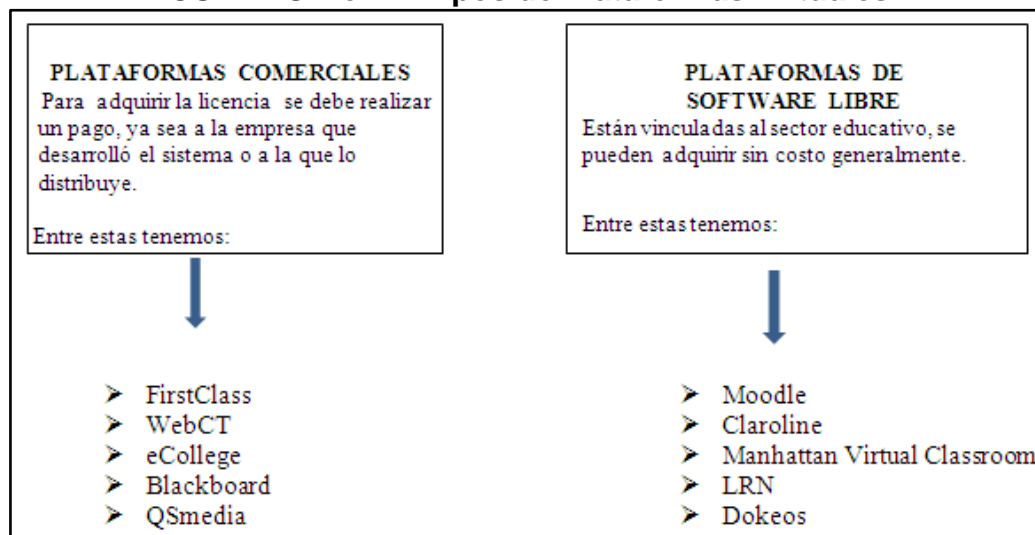 PLATAFORMAS COMERCIALES
Para adquirir la licencia se debe realizar
un pago, ya sea a la empresa que
desarrolló el sistema o a la que lo
distribuye.
Entre estas tenemos:
➢ FirstClass
➢ WebCT
➢ eCollege
➢ Blackboard
➢ QSmedia
PLATAFORMAS DE
SOFTWARE LIBRE
Están vinculadas al sector educativo, se
pueden adquirir sin costo generalmente.
Entre estas tenemos:
➢ Moodle
➢ Claroline
➢ Manhattan Virtual Classroom
➢ LRN
➢ Dokeos